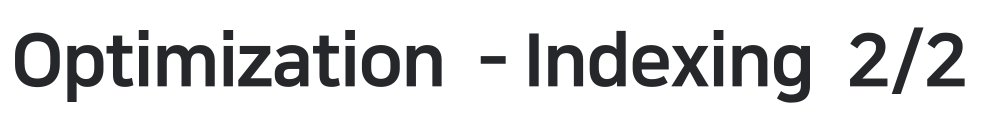 Optimization - Indexing 2/2